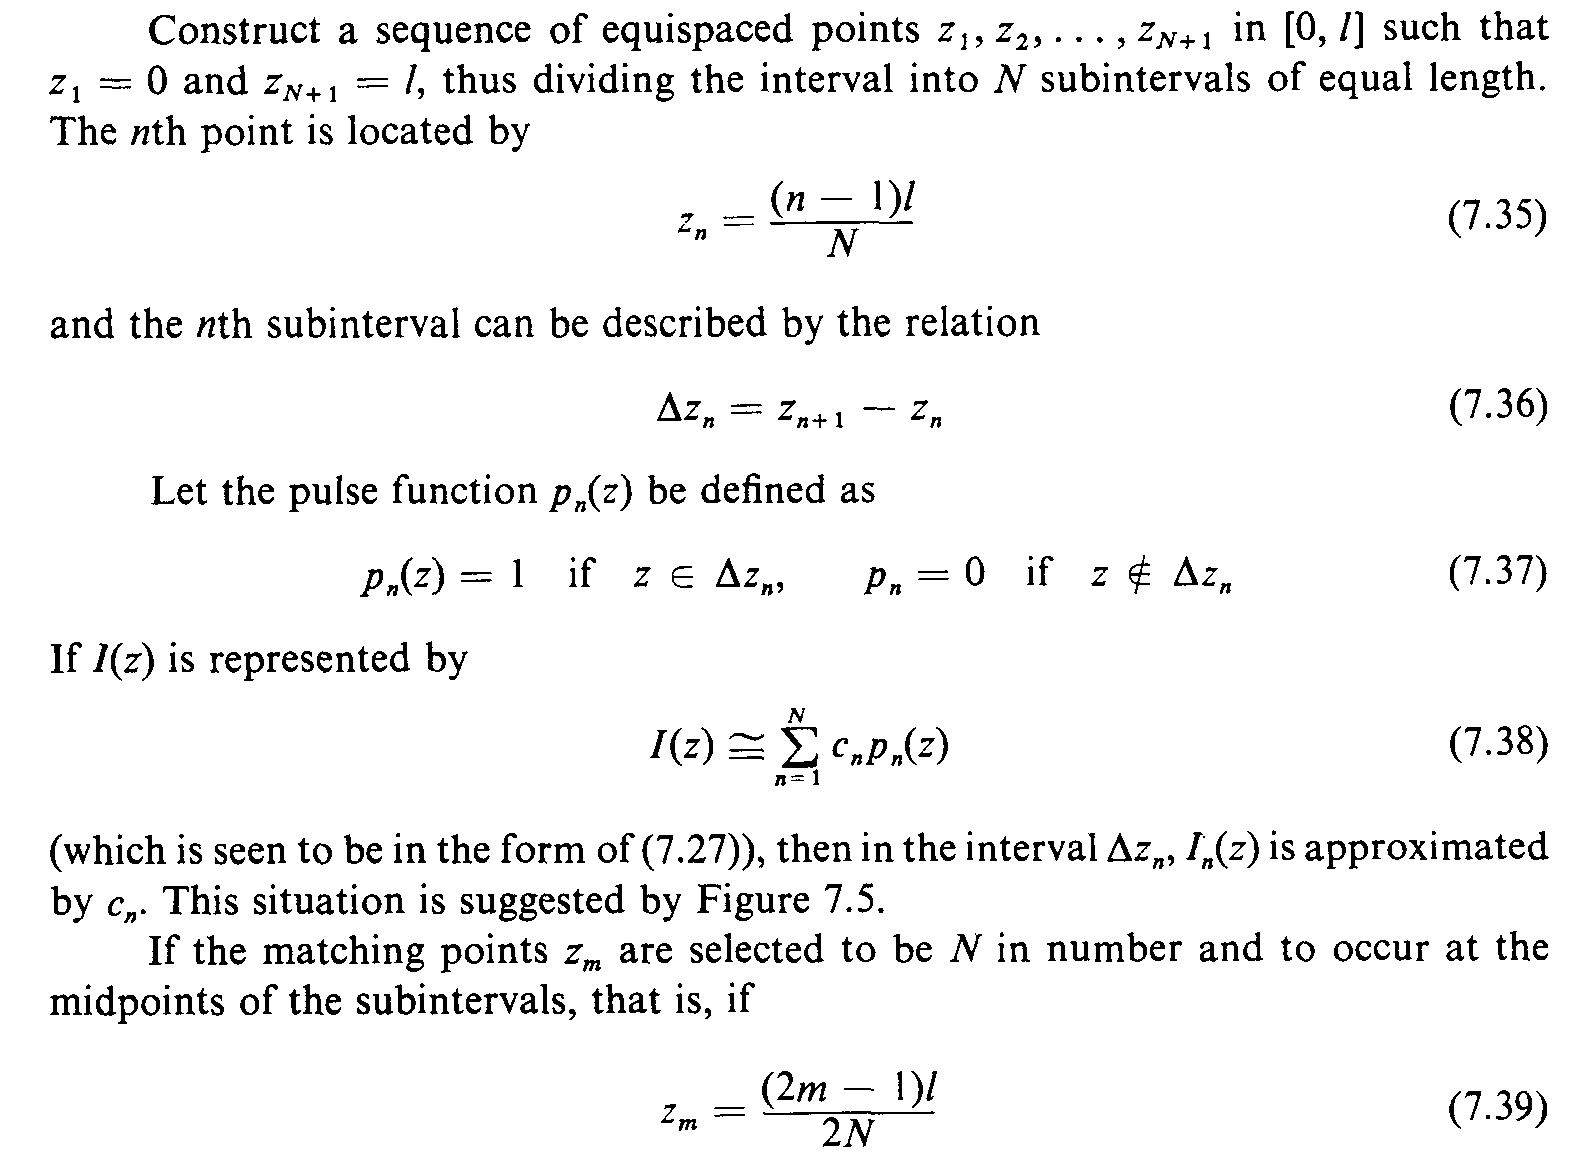 Construct a sequence of equispaced points z₁, z₂, . . . , z_{N+1} in [0, l] such that
z₁ = 0 and z_{N+1} = l, thus dividing the interval into N subintervals of equal length.
The nth point is located by
z_n = (n − 1)l / N (7.35)
and the nth subinterval can be described by the relation
Δz_n = z_{n+1} − z_n (7.36)
Let the pulse function p_n(z) be defined as
p_n(z) = 1 if z ∈ Δz_n, p_n = 0 if z ∉ Δz_n (7.37)
If I(z) is represented by
I(z) ≅ ∑_{n=1}^{N} c_n p_n(z) (7.38)
(which is seen to be in the form of (7.27)), then in the interval Δz_n, I_n(z) is approximated
by c_n. This situation is suggested by Figure 7.5.
If the matching points z_m are selected to be N in number and to occur at the
midpoints of the subintervals, that is, if
z_m = (2m − 1)l / 2N (7.39)